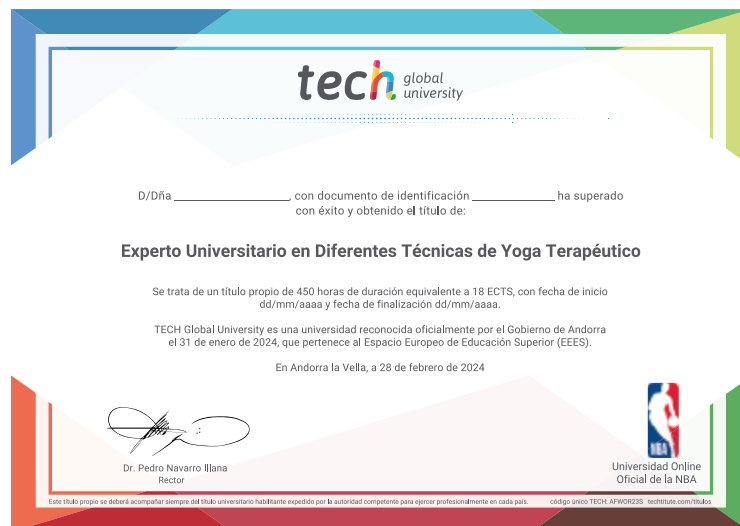 tech global university
D/Dña _________________, con documento de identificación ____________ ha superado
con éxito y obtenido el título de:
Experto Universitario en Diferentes Técnicas de Yoga Terapéutico
Se trata de un título propio de 450 horas de duración equivalente a 18 ECTS, con fecha de inicio
dd/mm/aaaa y fecha de finalización dd/mm/aaaa.
TECH Global University es una universidad reconocida oficialmente por el Gobierno de Andorra
el 31 de enero de 2024, que pertenece al Espacio Europeo de Educación Superior (EEES).
En Andorra la Vella, a 28 de febrero de 2024
Dr. Pedro Navarro Illana
Rector
NBA
Universidad Online
Oficial de la NBA
Este título propio se deberá acompañar siempre del título universitario habilitante expedido por la autoridad competente para ejercer profesionalmente en cada país. código único TECH: AFWOR23S techtitute.com/titulos